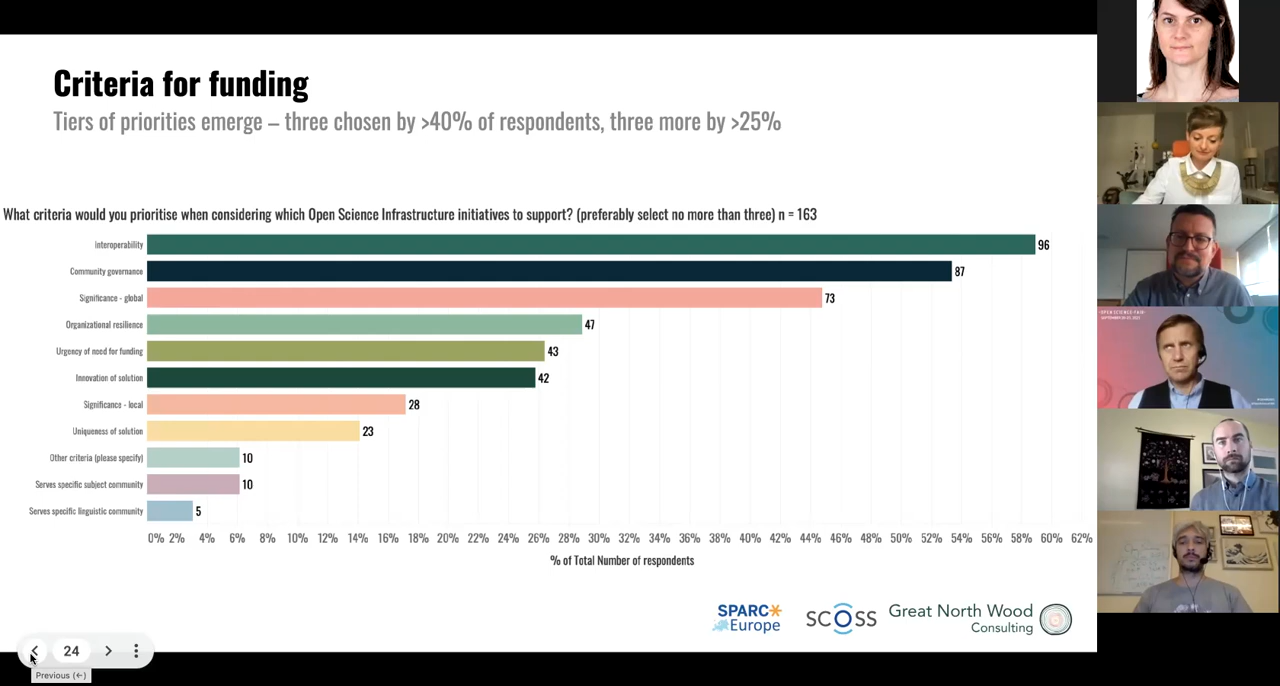 Criteria for funding
Tiers of priorities emerge – three chosen by >40% of respondents, three more by >25%
What criteria would you prioritise when considering which Open Science Infrastructure initiatives to support? (preferably select no more than three) n = 163
Interoperability 96
Community governance 87
Significance - global 73
Organizational resilience 47
Urgency of need for funding 43
Innovation of solution 42
Significance - local 28
Uniqueness of solution 23
Other criteria (please specify) 10
Serves specific subject community 10
Serves specific linguistic community 5
0% 2% 4% 6% 8% 10% 12% 14% 16% 18% 20% 22% 24% 26% 28% 30% 32% 34% 36% 38% 40% 42% 44% 46% 48% 50% 52% 54% 56% 58% 60% 62%
% of Total Number of respondents
SPARC
Europe
SCOSS
Great North Wood
Consulting
24
Previous (←)
OPEN SCIENCE FAIR